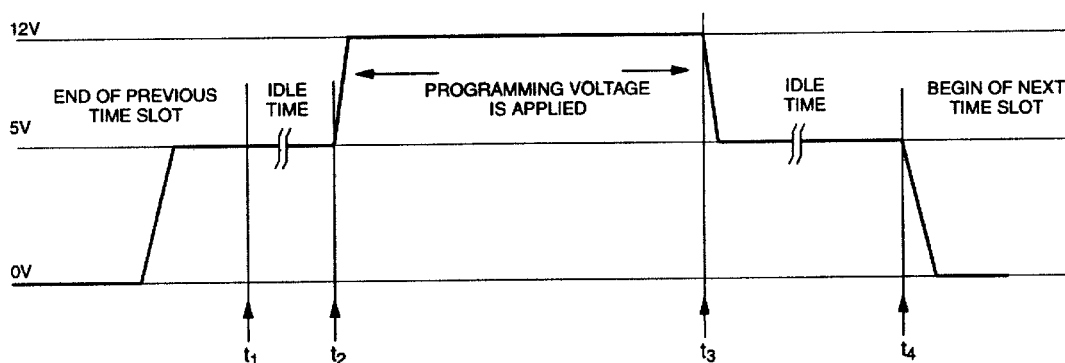 12V
END OF PREVIOUS
TIME SLOT
IDLE
TIME
PROGRAMMING VOLTAGE
IS APPLIED
IDLE
TIME
BEGIN OF NEXT
TIME SLOT
5V
0V
t1
t2
t3
t4